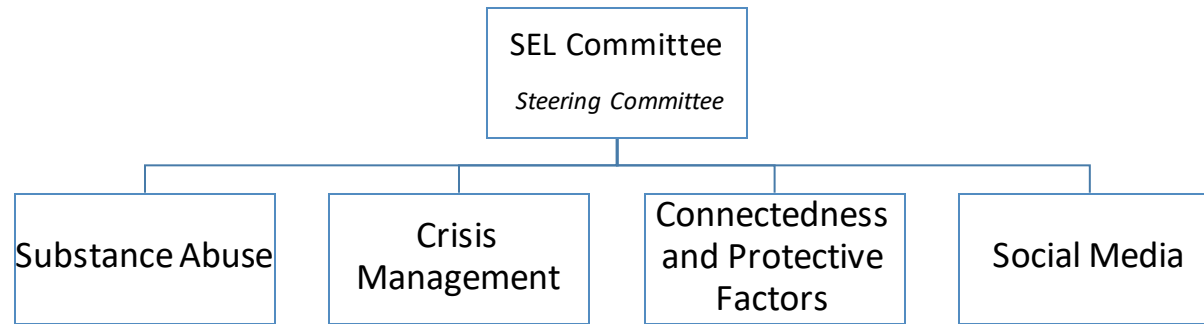 SEL Committee
Steering Committee
Substance Abuse
Crisis
Management
Connectedness
and Protective
Factors
Social Media